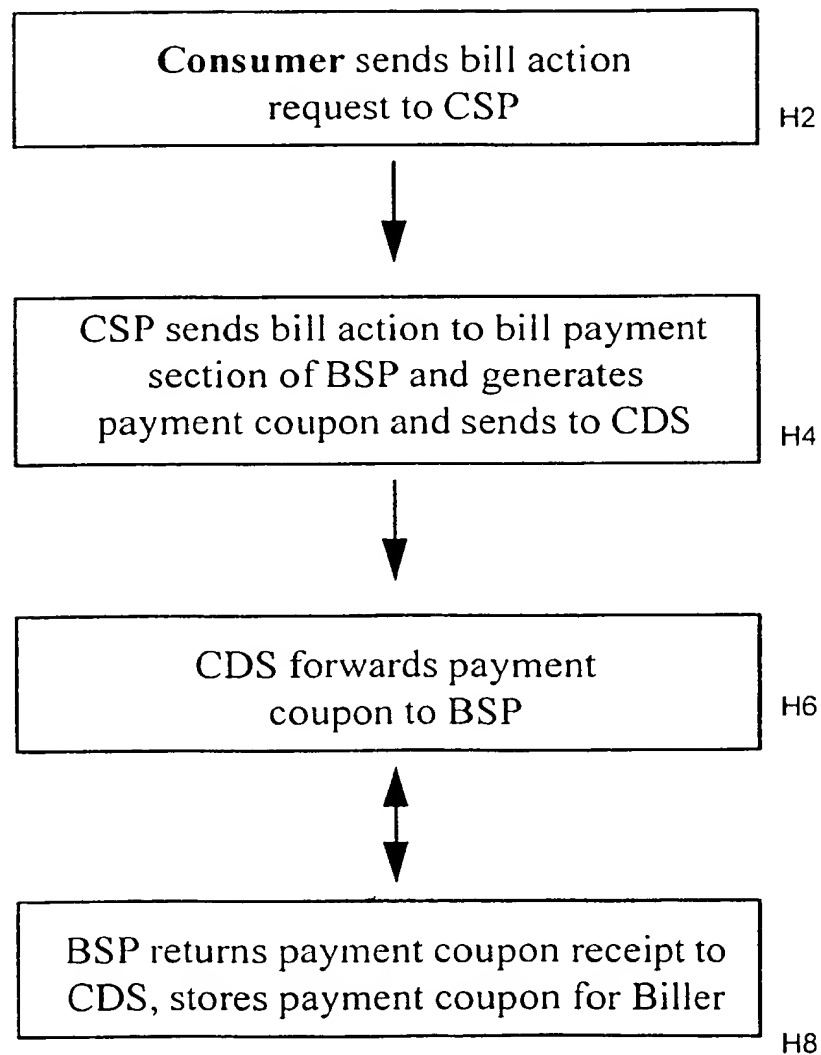 Consumer sends bill action
request to CSP
H2
CSP sends bill action to bill payment
section of BSP and generates
payment coupon and sends to CDS
H4
CDS forwards payment
coupon to BSP
H6
BSP returns payment coupon receipt to
CDS, stores payment coupon for Biller
H8